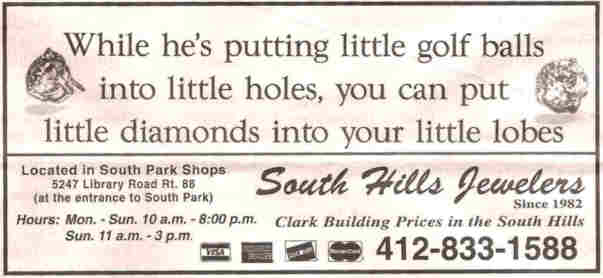 While he's putting little golf balls
into little holes, you can put
little diamonds into your little lobes
Located in South Park Shops
5247 Library Road Rt. 88
(at the entrance to South Park)
Hours: Mon. - Sun. 10 a.m. - 8:00 p.m.
Sun. 11 a.m. - 3 p.m.
South Hills Jewelers
Since 1982
Clark Building Prices in the South Hills
VISA
412-833-1588